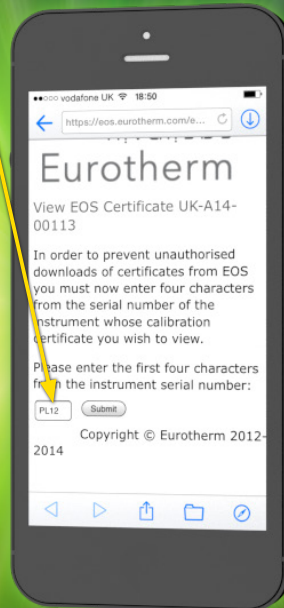 vodafone UK 18:50
https://eos.eurotherm.com/e...
Eurotherm
View EOS Certificate UK-A14-
00113
In order to prevent unauthorised
downloads of certificates from EOS
you must now enter four characters
from the serial number of the
instrument whose calibration
certificate you wish to view.
Please enter the first four characters
from the instrument serial number:
PL12 Submit
Copyright © Eurotherm 2012-
2014